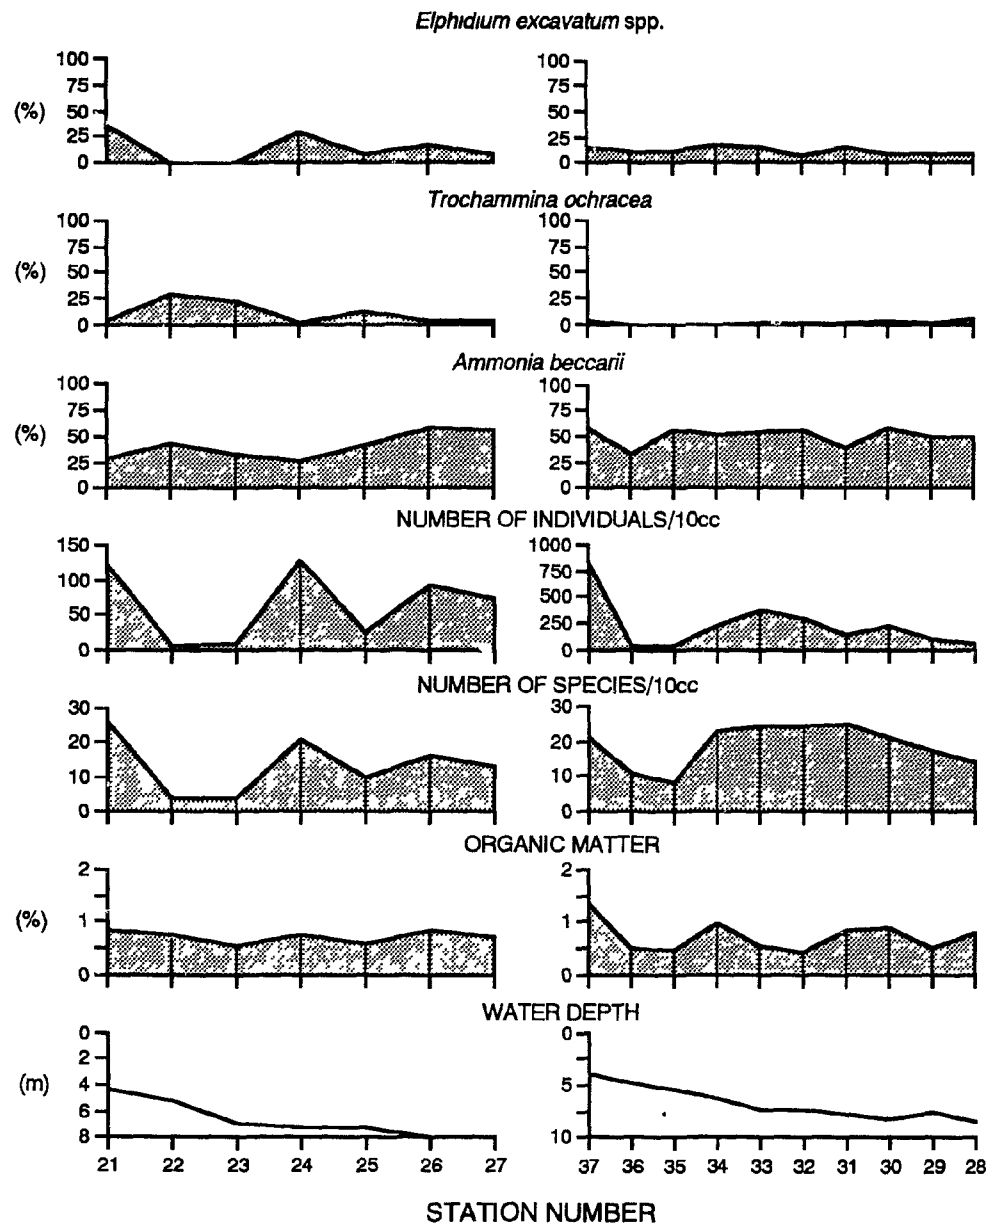 Elphidium excavatum spp.
100 100
75 75
(%) 50 50
25 25
0 0
Trochammina ochracea
100 100
75 75
(%) 50 50
25 25
0 0
Ammonia beccarii
100 100
75 75
(%) 50 50
25 25
0 0
NUMBER OF INDIVIDUALS/10cc
150 1000
100 750
50 500
0 250
0
NUMBER OF SPECIES/10cc
30 30
20 20
10 10
0 0
ORGANIC MATTER
2 2
(%) 1 1
0 0
WATER DEPTH
0 0
2
(m) 4 5
6
8 10
21 22 23 24 25 26 27 37 36 35 34 33 32 31 30 29 28
STATION NUMBER